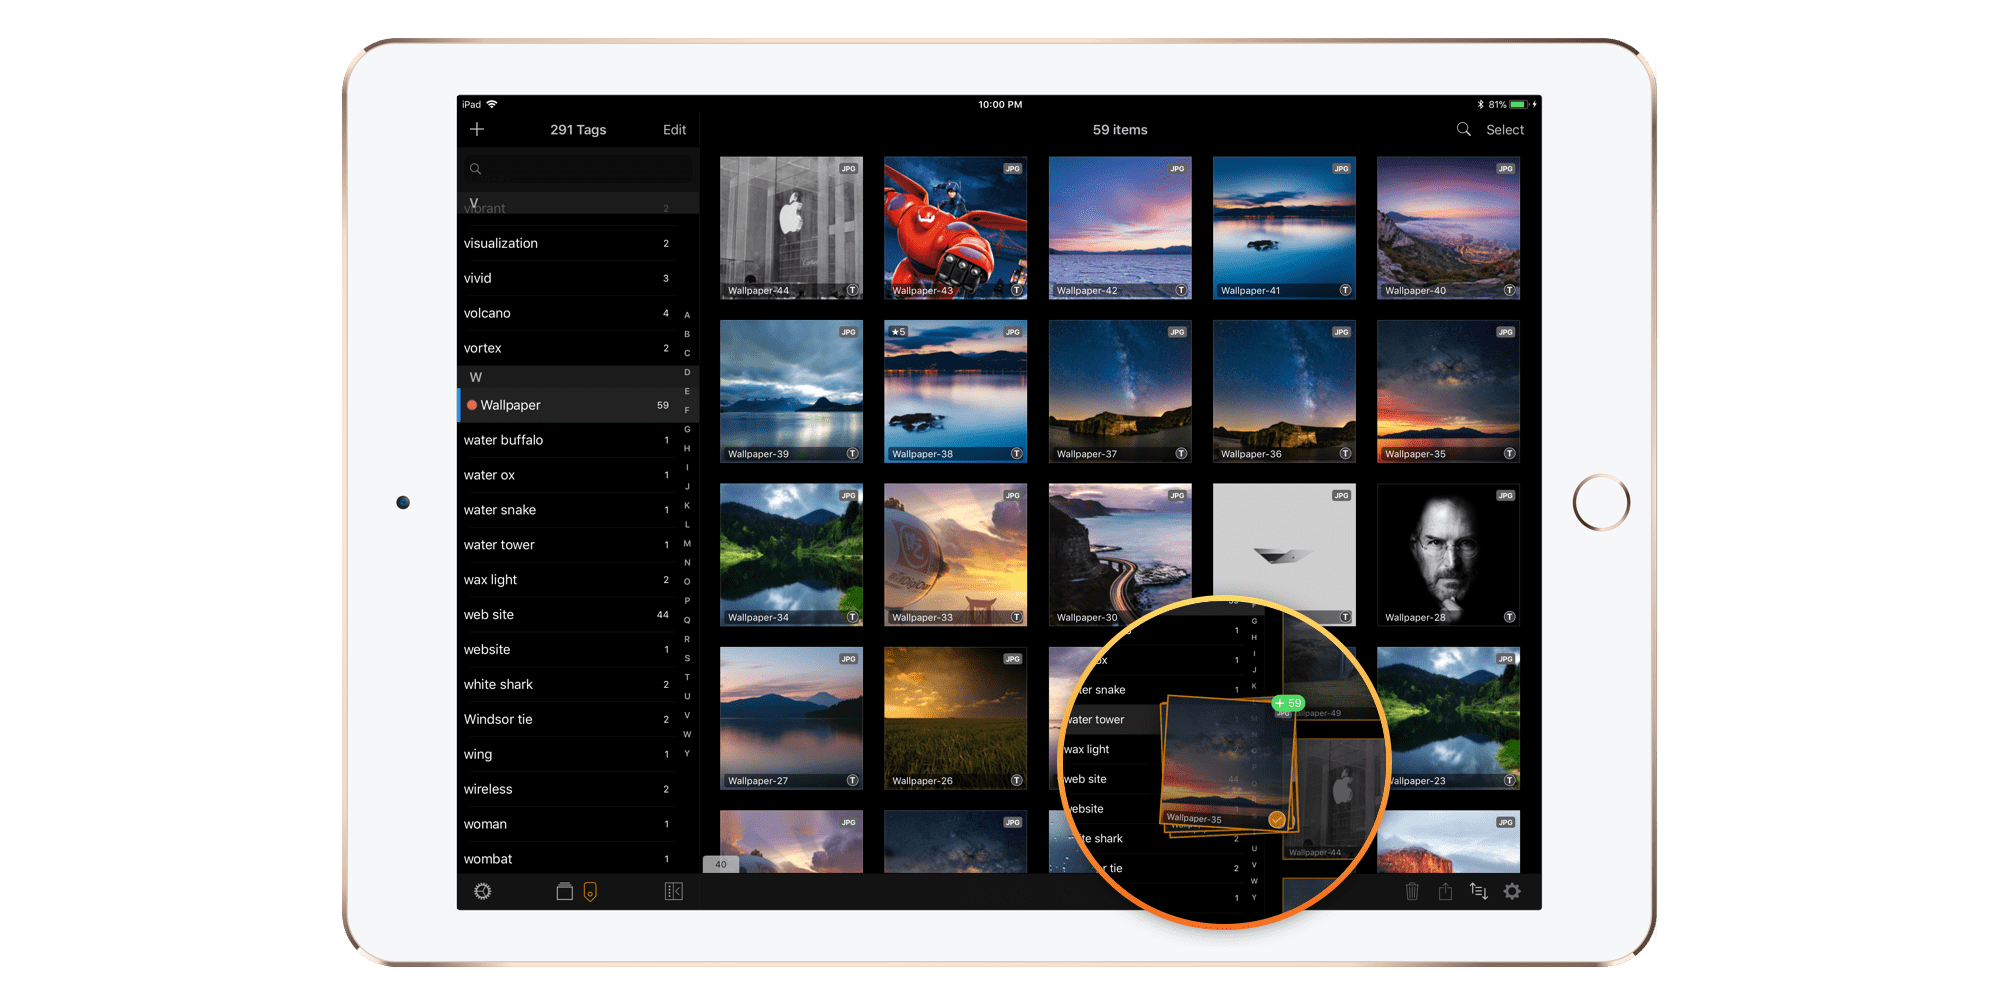 iPad
10:00 PM
81%
291 Tags
Edit
59 items
Select
V
vibrant 2
visualization 2
vivid 3
volcano 4
vortex 2
W
Wallpaper 59
water buffalo 1
water ox 1
water snake 1
water tower 1
wax light 2
web site 44
website 1
white shark 2
Windsor tie 2
wing 1
wireless 2
woman 1
wombat 1
A
B
C
D
E
F
G
H
I
J
K
L
M
N
O
P
Q
R
S
T
U
V
W
Y
JPG JPG JPG JPG JPG
Wallpaper-44 T Wallpaper-43 T Wallpaper-42 T Wallpaper-41 T Wallpaper-40 T
JPG ★5 JPG JPG JPG JPG
Wallpaper-39 T Wallpaper-38 T Wallpaper-37 T Wallpaper-36 T Wallpaper-35 T
JPG JPG JPG JPG JPG
Wallpaper-34 T Wallpaper-33 T Wallpaper-30 T Wallpaper-28 T
JPG JPG JPG
Wallpaper-27 T Wallpaper-26 T Wallpaper-23 T
JPG JPG JPG
40
G
H
I
J
K
1
ox 1
ter snake 1
water tower 1
wax light
web site 44
website
te shark 2
r tie 2
1
U
V
W
Y
+ 59
JPG
Wallpaper-35
Wallpaper-49
Wallpaper-44